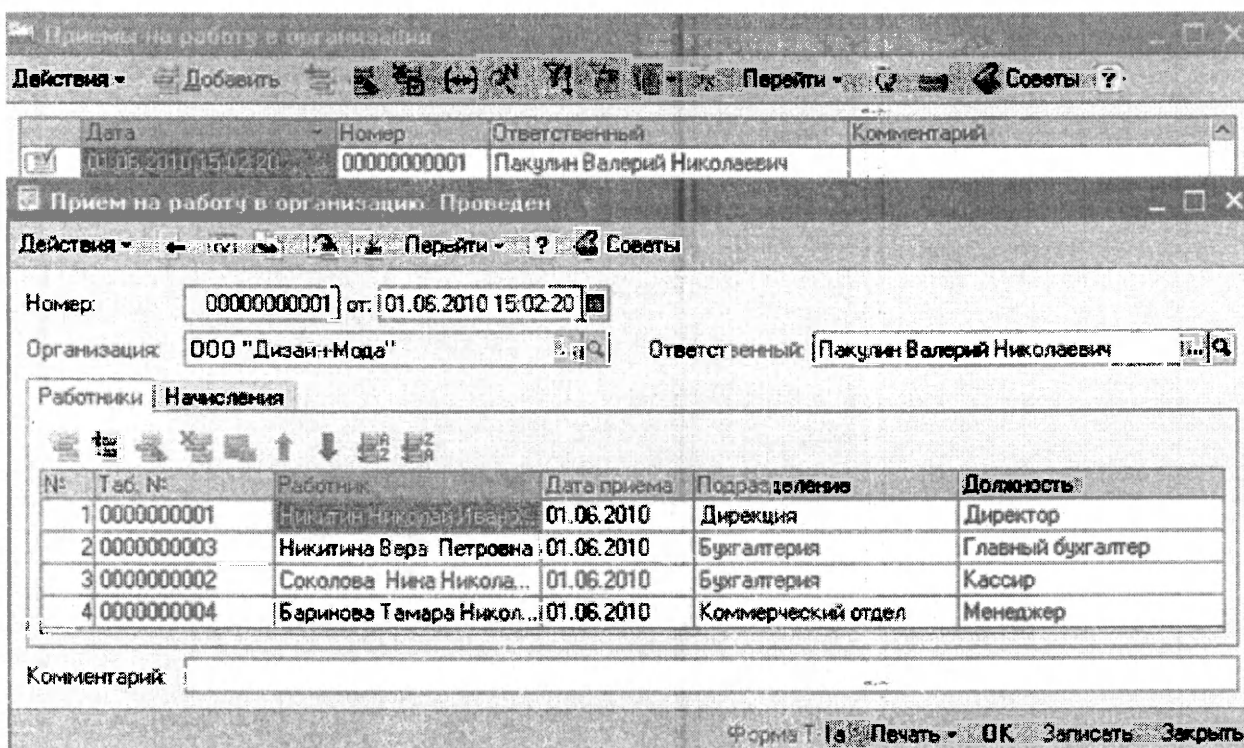 Приемы на работу в организации
Действия Добавить Перейти Советы ?
Дата Номер Ответственный Комментарий
01.06.2010 15:02:20 00000000001 Пакулин Валерий Николаевич
Прием на работу в организацию: Проведен
Действия Перейти ? Советы
Номер: 00000000001 от: 01.06.2010 15:02:20
Организация: ООО "Дизайн+Мода" ... Ответственный: Пакулин Валерий Николаевич ...
Работники Начисления
№ Таб. № Работник Дата приема Подразделение Должность
1 0000000001 Никитин Николай Ивано... 01.06.2010 Дирекция Директор
2 0000000003 Никитина Вера Петровна 01.06.2010 Бухгалтерия Главный бухгалтер
3 0000000002 Соколова Нина Никола... 01.06.2010 Бухгалтерия Кассир
4 0000000004 Баринова Тамара Никол... 01.06.2010 Коммерческий отдел Менеджер
Комментарий:
Форма Т-1а Печать OK Записать Закрыть